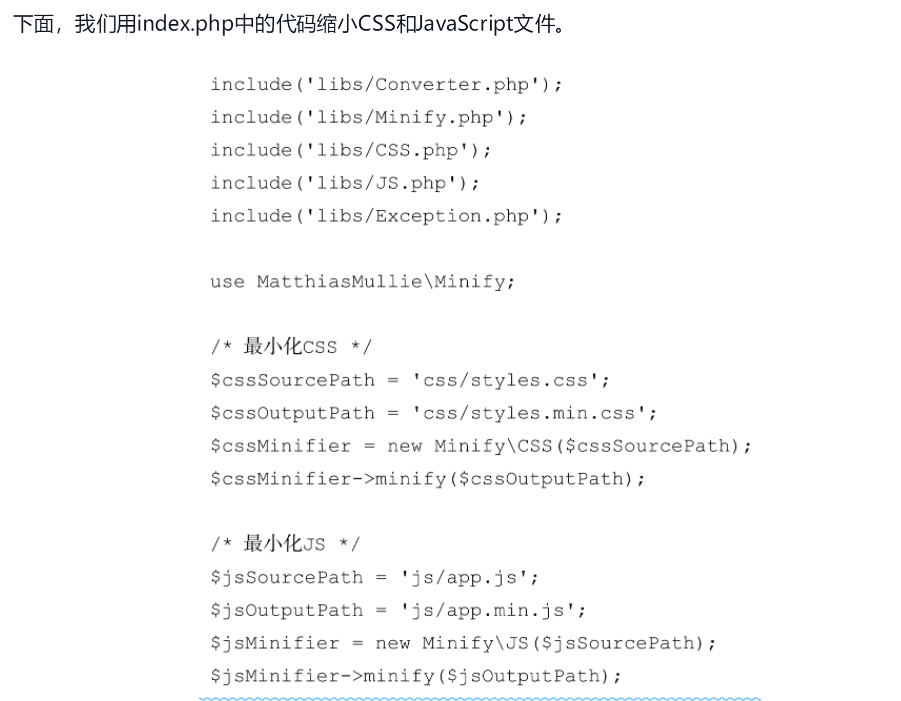 下面，我们用index.php中的代码缩小CSS和JavaScript文件。
include('libs/Converter.php');
include('libs/Minify.php');
include('libs/CSS.php');
include('libs/JS.php');
include('libs/Exception.php');
use MatthiasMullie\Minify;
/* 最小化CSS */
$cssSourcePath = 'css/styles.css';
$cssOutputPath = 'css/styles.min.css';
$cssMinifier = new Minify\CSS($cssSourcePath);
$cssMinifier->minify($cssOutputPath);
/* 最小化JS */
$jsSourcePath = 'js/app.js';
$jsOutputPath = 'js/app.min.js';
$jsMinifier = new Minify\JS($jsSourcePath);
$jsMinifier->minify($jsOutputPath);